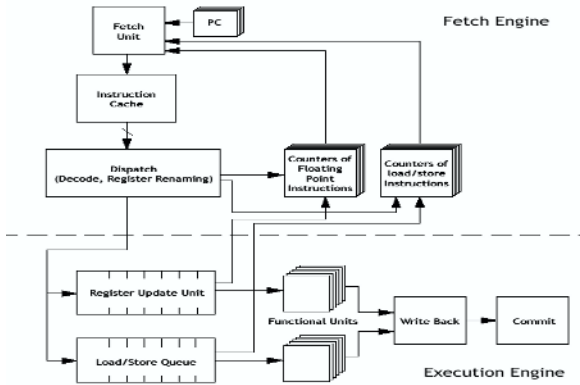 Fetch Engine
Fetch
Unit
PC
Instruction
Cache
Dispatch
(Decode, Register Renaming)
Counters of
Floating
Point
Instructions
Counters of
load/store
Instructions
Register Update Unit
Functional Units
Write Back
Commit
Load/Store Queue
Execution Engine